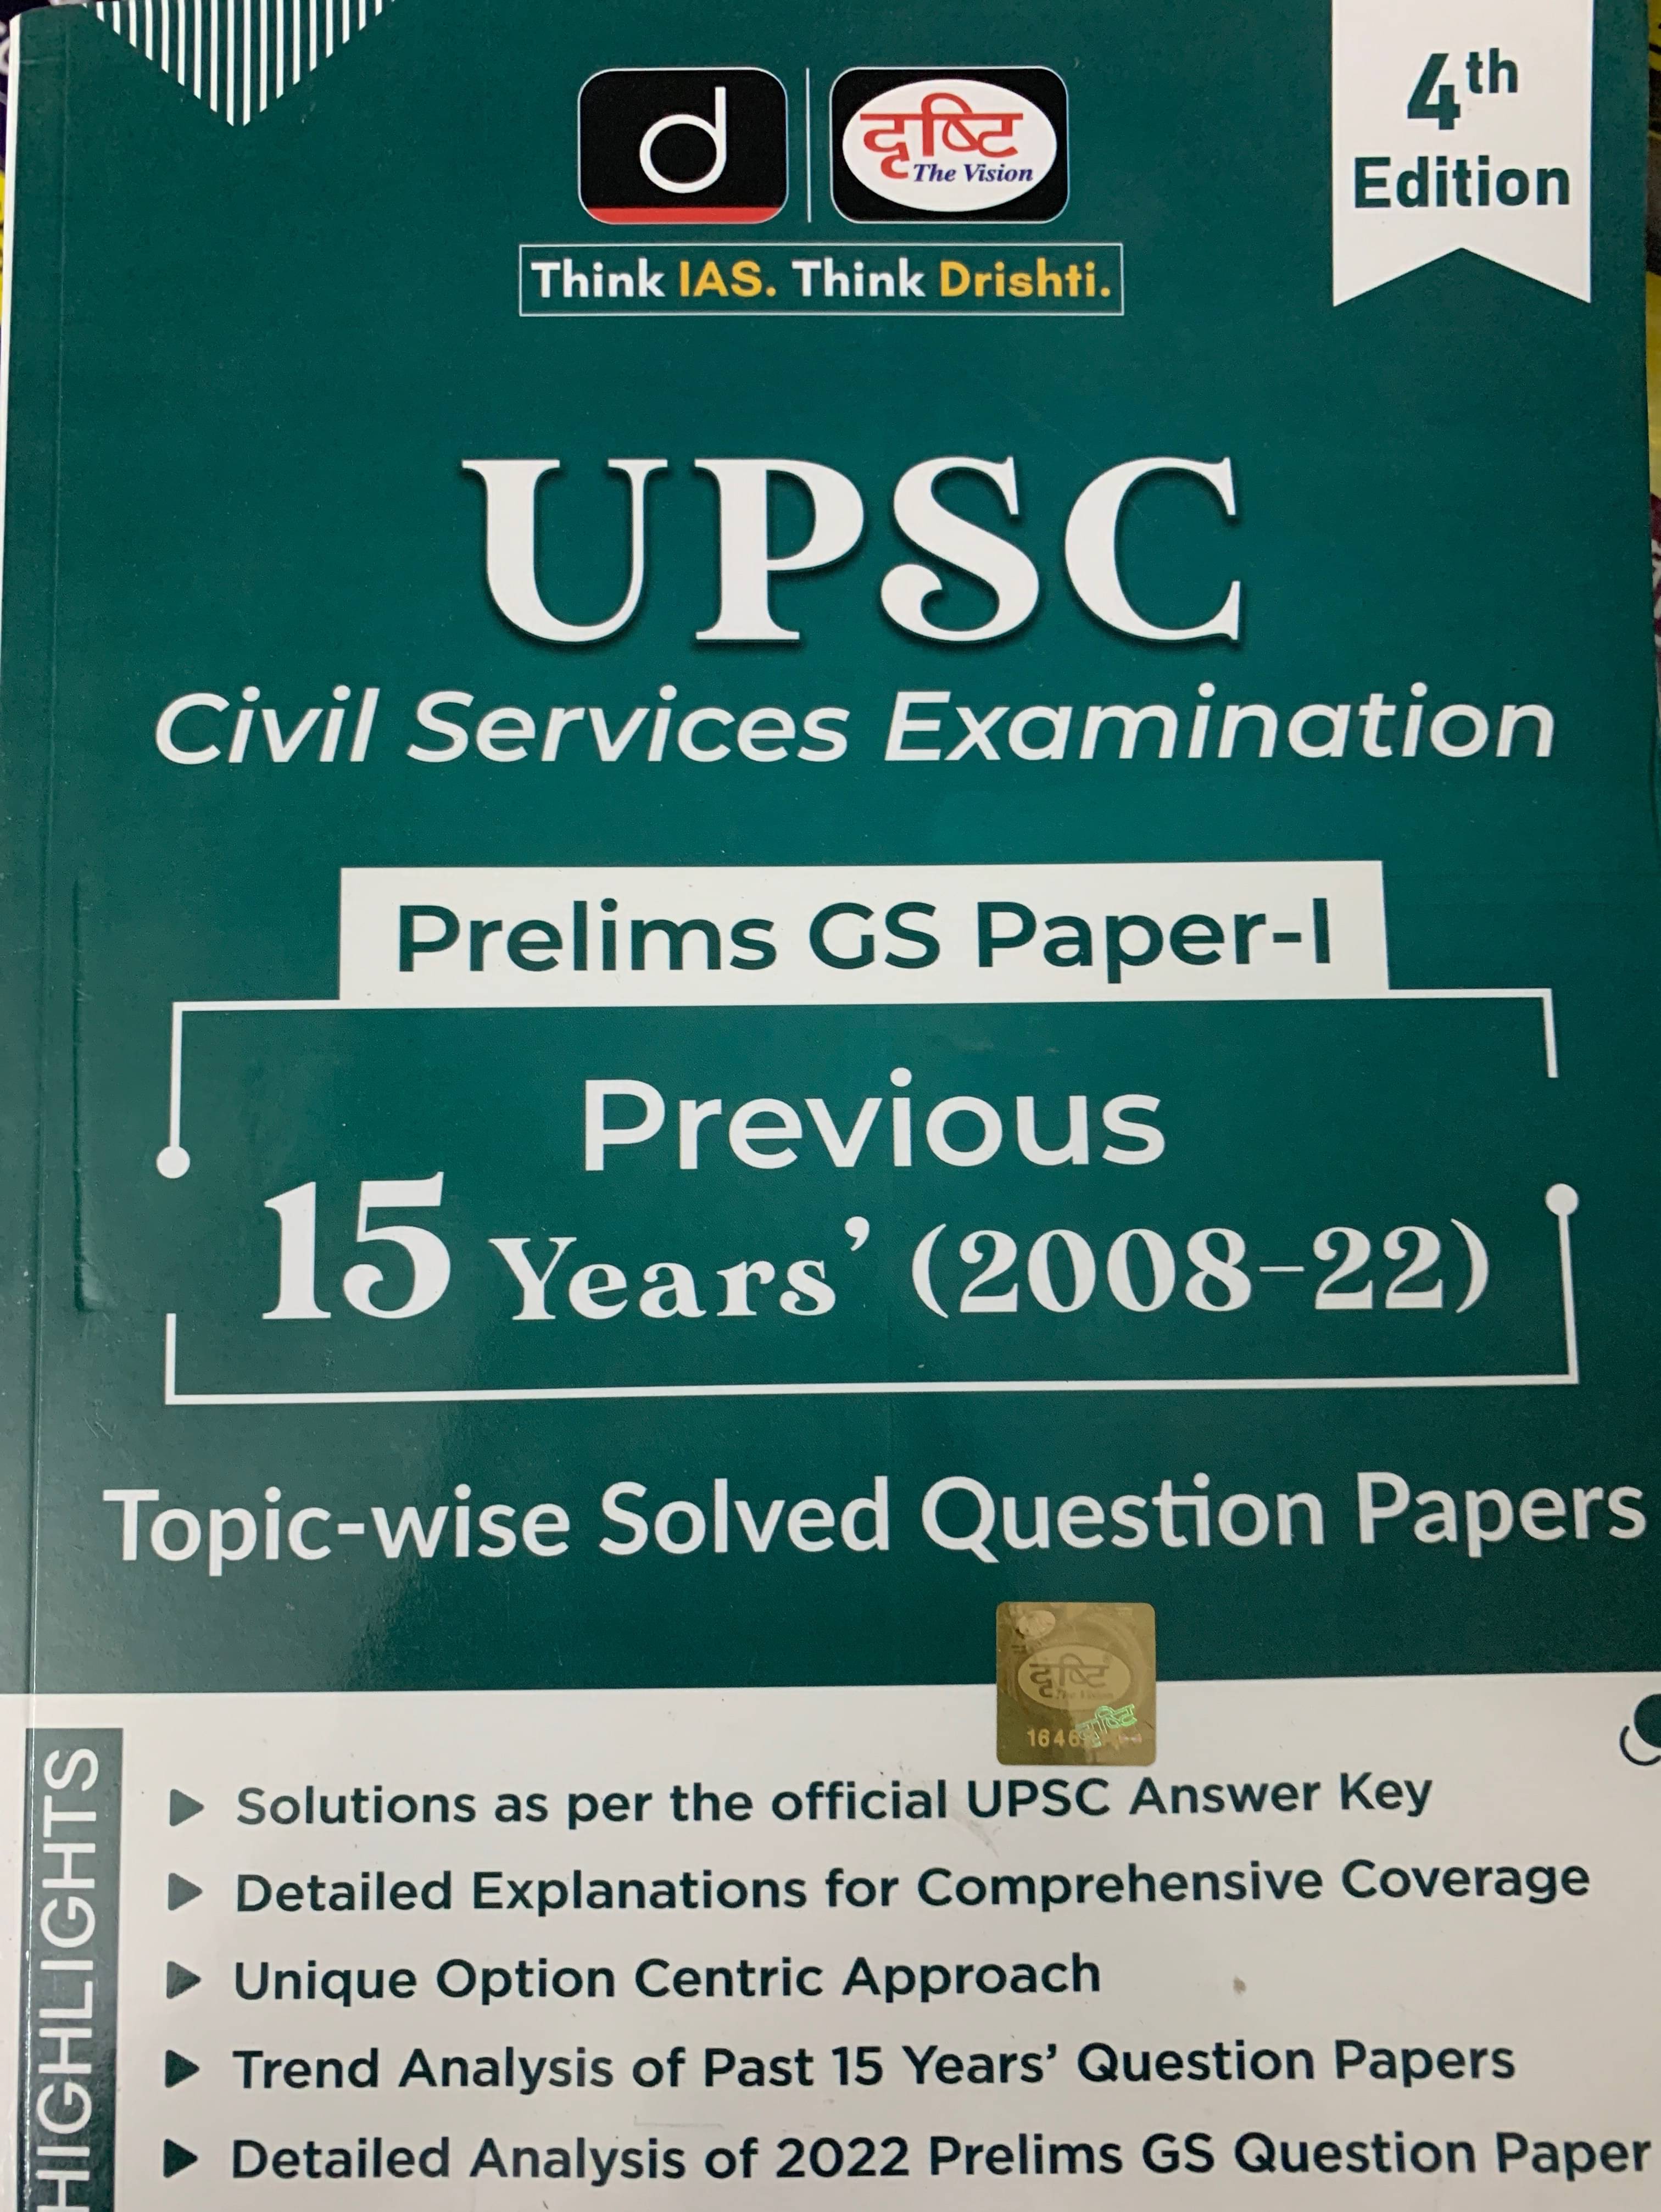 d
दृष्टि
The Vision
4th
Edition
Think IAS. Think Drishti.
UPSC
Civil Services Examination
Prelims GS Paper-I
Previous
15 Years’ (2008-22)
Topic-wise Solved Question Papers
दृष्टि
The Vision
दृष्टि
HIGHLIGHTS
Solutions as per the official UPSC Answer Key
Detailed Explanations for Comprehensive Coverage
Unique Option Centric Approach
Trend Analysis of Past 15 Years’ Question Papers
Detailed Analysis of 2022 Prelims GS Question Paper